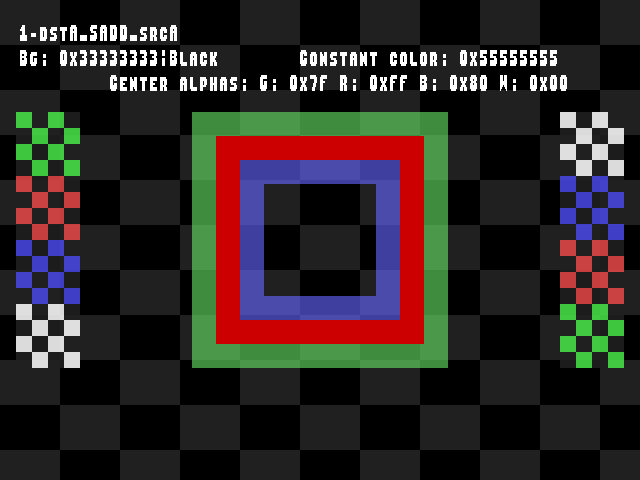 1-dstA_SADD_srcA
Bg: 0x33333333¦Black Constant color: 0x55555555
Center alphas: G: 0x7f R: 0xff B: 0x80 W: 0x00